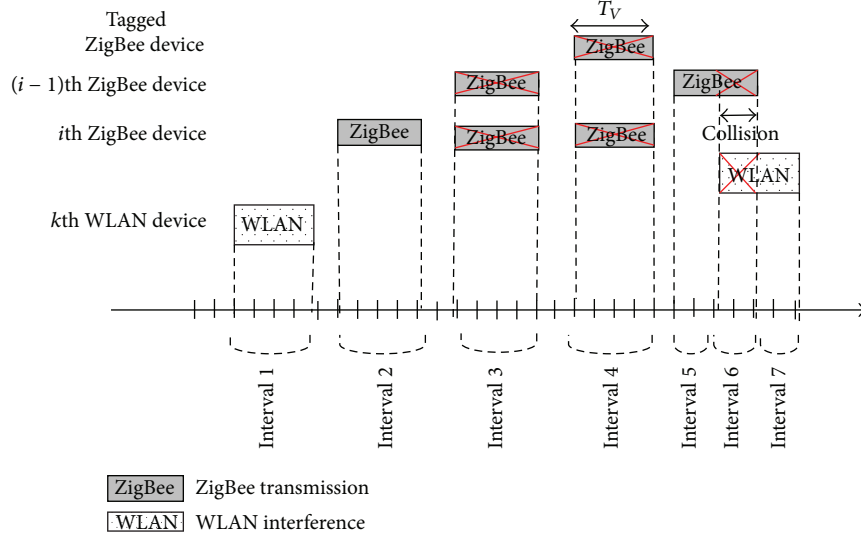 Tagged
ZigBee device
T_V
ZigBee
(i − 1)th ZigBee device
ZigBee
ZigBee
ith ZigBee device
ZigBee
ZigBee
ZigBee
Collision
WLAN
kth WLAN device
WLAN
Interval 1
Interval 2
Interval 3
Interval 4
Interval 5
Interval 6
Interval 7
ZigBee ZigBee transmission
WLAN WLAN interference